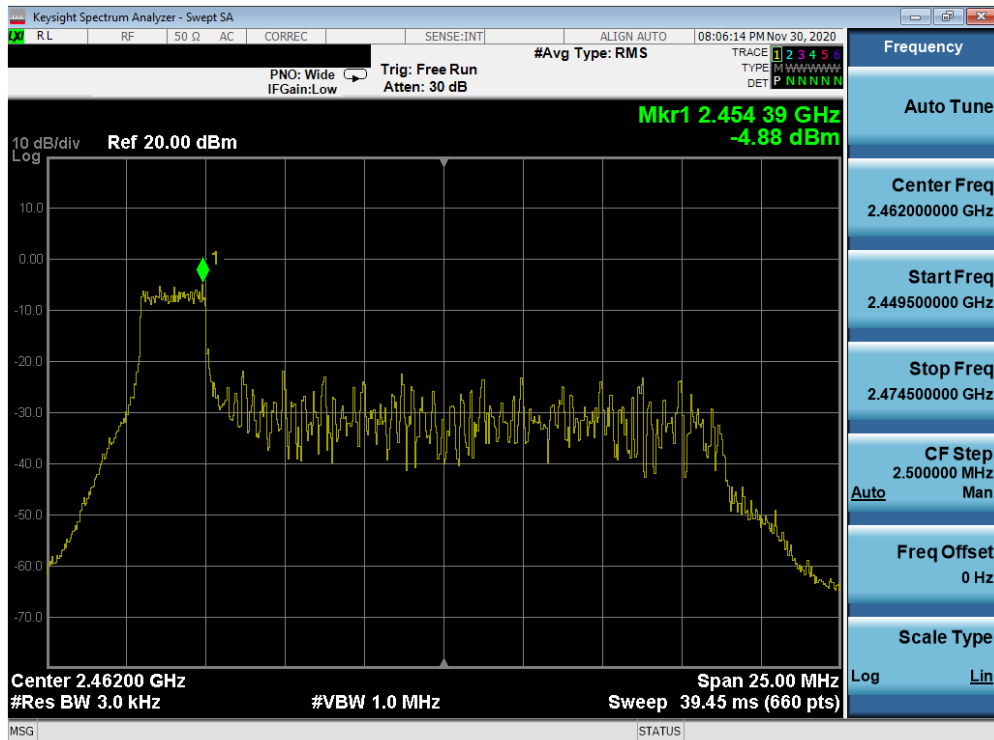 Keysight Spectrum Analyzer - Swept SA
LXI RL RF 50 Ω AC CORREC SENSE:INT ALIGN AUTO 08:06:14 PM Nov 30, 2020
#Avg Type: RMS
TRACE 1 2 3 4 5 6
PNO: Wide Trig: Free Run
TYPE M W W W W W
IFGain:Low Atten: 30 dB
DET P N N N N N
Mkr1 2.454 39 GHz
-4.88 dBm
10 dB/div Ref 20.00 dBm
Log
10.0
0.00
-10.0
-20.0
-30.0
-40.0
-50.0
-60.0
-70.0
1
Center 2.46200 GHz Span 25.00 MHz
#Res BW 3.0 kHz #VBW 1.0 MHz Sweep 39.45 ms (660 pts)
MSG STATUS
Frequency
Auto Tune
Center Freq
2.462000000 GHz
Start Freq
2.449500000 GHz
Stop Freq
2.474500000 GHz
CF Step
2.500000 MHz
Auto Man
Freq Offset
0 Hz
Scale Type
Log Lin